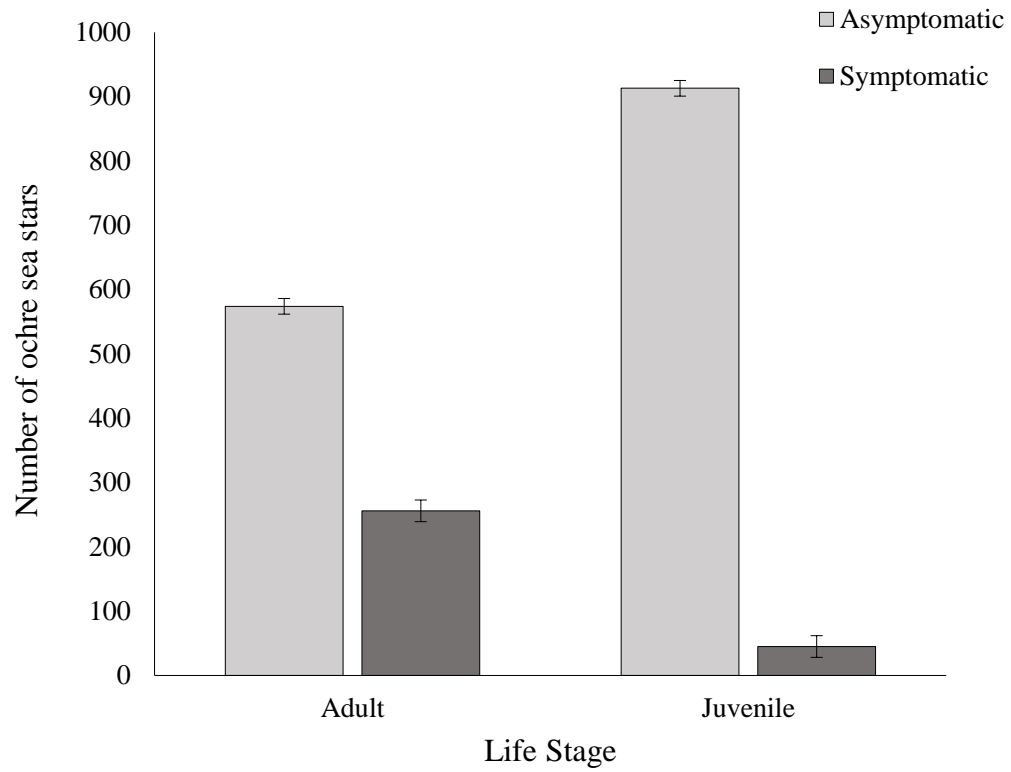 Asymptomatic
Symptomatic
1000
900
800
700
600
500
400
300
200
100
0
Number of ochre sea stars
Adult
Juvenile
Life Stage